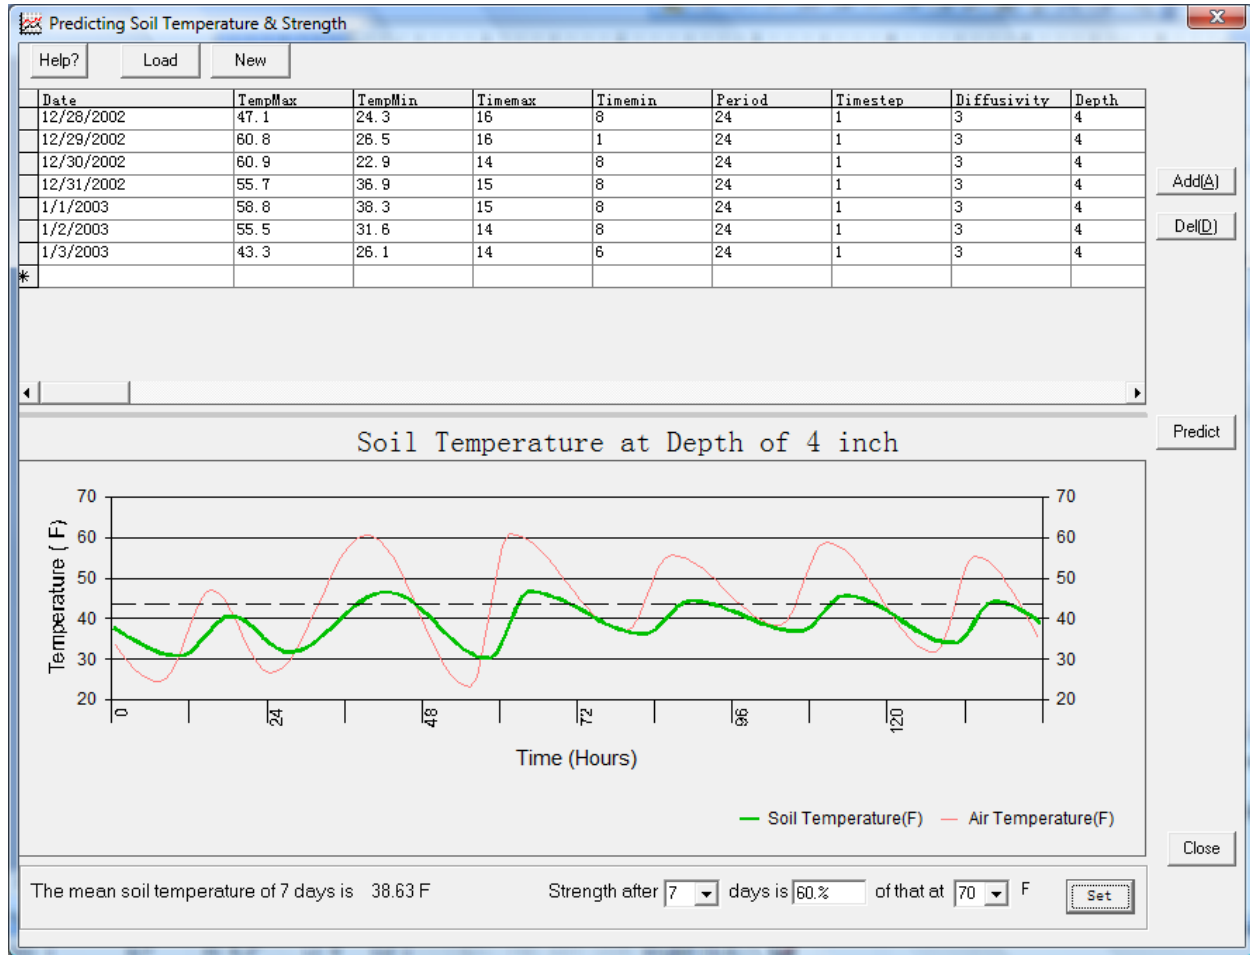 Predicting Soil Temperature & Strength
Help? Load New
Date TempMax TempMin Timemax Timemin Period Timestep Diffusivity Depth
12/28/2002 47.1 24.3 16 8 24 1 3 4
12/29/2002 60.8 26.5 16 1 24 1 3 4
12/30/2002 60.9 22.9 14 8 24 1 3 4
12/31/2002 55.7 36.9 15 8 24 1 3 4
1/1/2003 58.8 38.3 15 8 24 1 3 4
1/2/2003 55.5 31.6 14 8 24 1 3 4
1/3/2003 43.3 26.1 14 6 24 1 3 4
*
Add(A)
Del(D)
Predict
Soil Temperature at Depth of 4 inch
Temperature ( F)
70 70
60 60
50 50
40 40
30 30
20 20
0 24 48 72 96 120
Time (Hours)
Soil Temperature(F) Air Temperature(F)
Close
The mean soil temperature of 7 days is 38.63 F Strength after 7 days is 60.% of that at 70 F Set